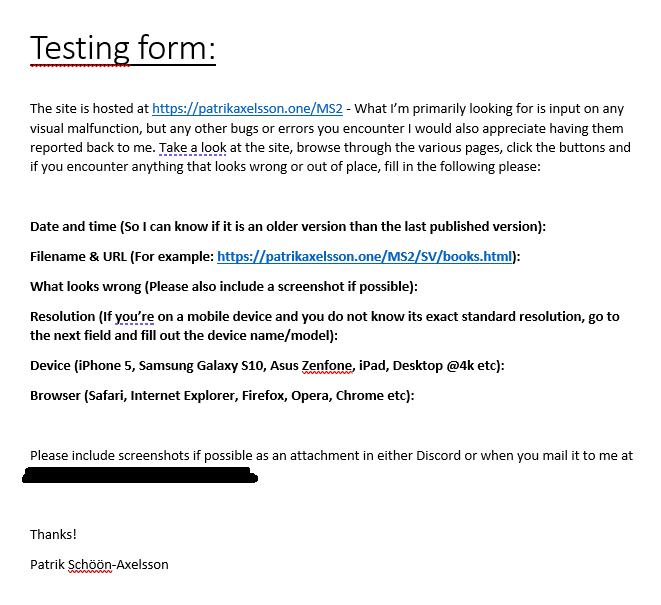 Testing form:
The site is hosted at https://patrikaxelsson.one/MS2 - What I’m primarily looking for is input on any
visual malfunction, but any other bugs or errors you encounter I would also appreciate having them
reported back to me. Take a look at the site, browse through the various pages, click the buttons and
if you encounter anything that looks wrong or out of place, fill in the following please:
Date and time (So I can know if it is an older version than the last published version):
Filename & URL (For example: https://patrikaxelsson.one/MS2/SV/books.html):
What looks wrong (Please also include a screenshot if possible):
Resolution (If you’re on a mobile device and you do not know its exact standard resolution, go to
the next field and fill out the device name/model):
Device (iPhone 5, Samsung Galaxy S10, Asus Zenfone, iPad, Desktop @4k etc):
Browser (Safari, Internet Explorer, Firefox, Opera, Chrome etc):
Please include screenshots if possible as an attachment in either Discord or when you mail it to me at
Thanks!
Patrik Schöön-Axelsson